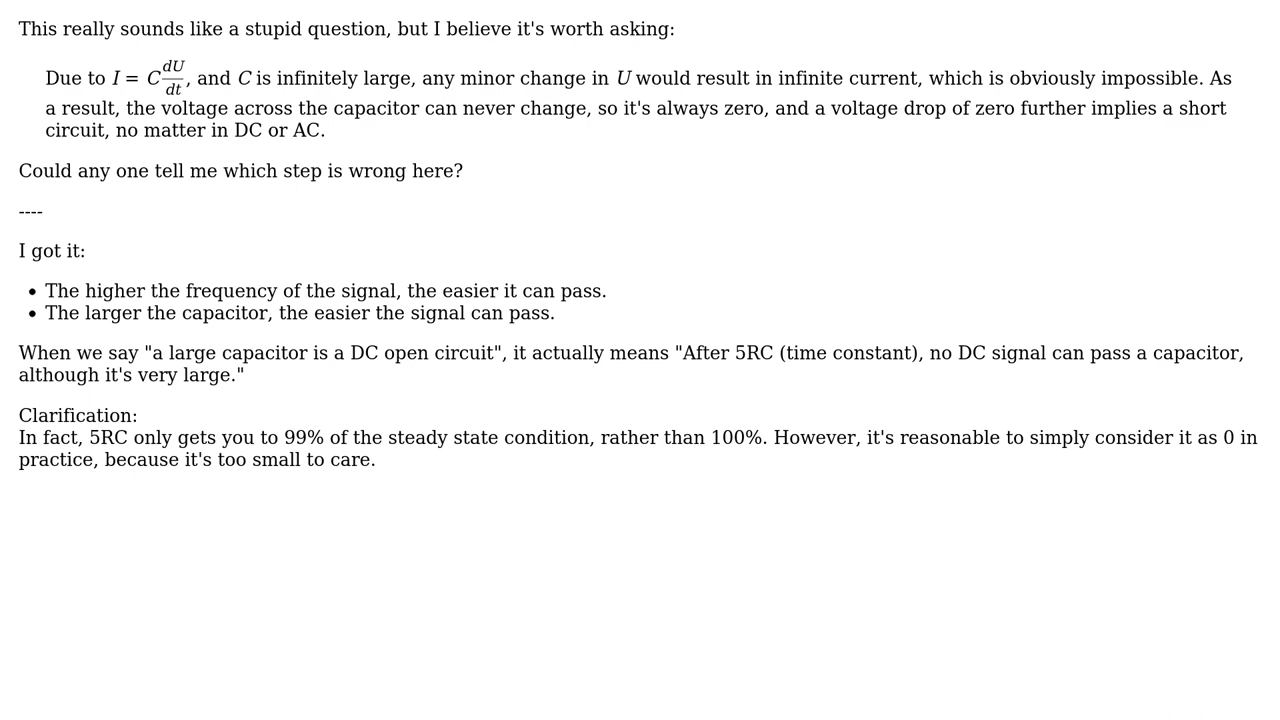 This really sounds like a stupid question, but I believe it's worth asking:
Due to I = C dU/dt, and C is infinitely large, any minor change in U would result in infinite current, which is obviously impossible. As
a result, the voltage across the capacitor can never change, so it's always zero, and a voltage drop of zero further implies a short
circuit, no matter in DC or AC.
Could any one tell me which step is wrong here?
----
I got it:
• The higher the frequency of the signal, the easier it can pass.
• The larger the capacitor, the easier the signal can pass.
When we say "a large capacitor is a DC open circuit", it actually means "After 5RC (time constant), no DC signal can pass a capacitor,
although it's very large."
Clarification:
In fact, 5RC only gets you to 99% of the steady state condition, rather than 100%. However, it's reasonable to simply consider it as 0 in
practice, because it's too small to care.